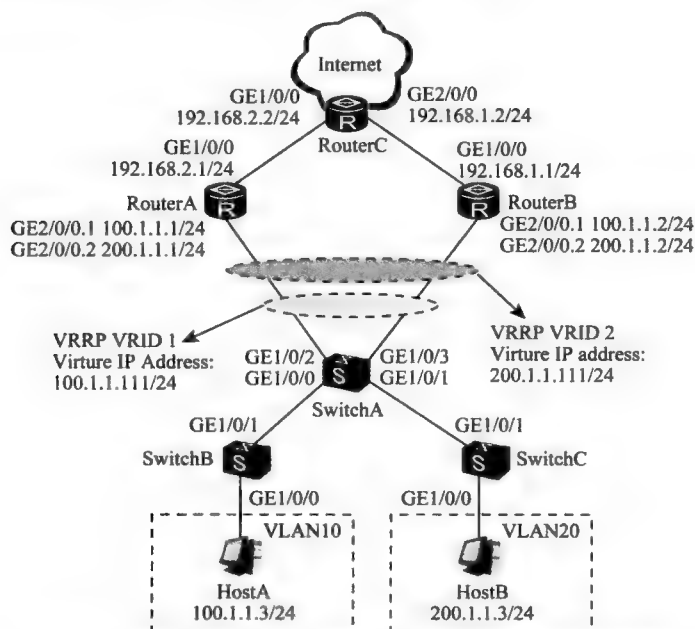 Internet
GE1/0/0
192.168.2.2/24
GE2/0/0
192.168.1.2/24
RouterC
GE1/0/0
192.168.2.1/24
GE1/0/0
192.168.1.1/24
RouterA
RouterB
GE2/0/0.1 100.1.1.1/24
GE2/0/0.2 200.1.1.1/24
GE2/0/0.1 100.1.1.2/24
GE2/0/0.2 200.1.1.2/24
VRRP VRID 1
Virture IP Address:
100.1.1.111/24
VRRP VRID 2
Virture IP address:
200.1.1.111/24
GE1/0/2
GE1/0/0
GE1/0/3
GE1/0/1
SwitchA
GE1/0/1
GE1/0/1
SwitchB
SwitchC
GE1/0/0
GE1/0/0
VLAN10
VLAN20
HostA
100.1.1.3/24
HostB
200.1.1.3/24
R
R
R
S
S
S